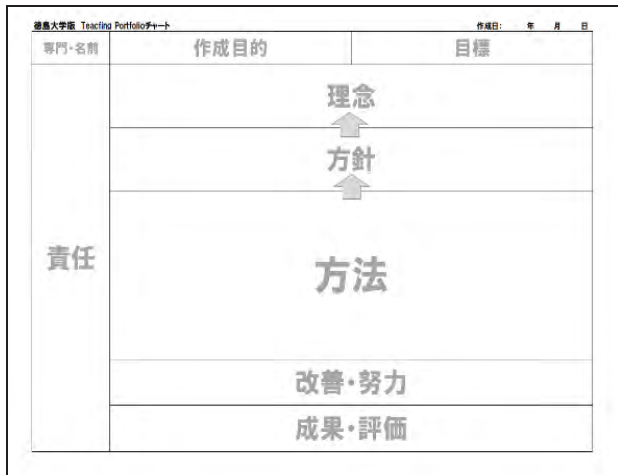 徳島大学版 Teacfing Portfolioチャート 作成日: 年 月 日
専門・名前 作成目的 目標
理念
方針
責任
方法
改善・努力
成果・評価